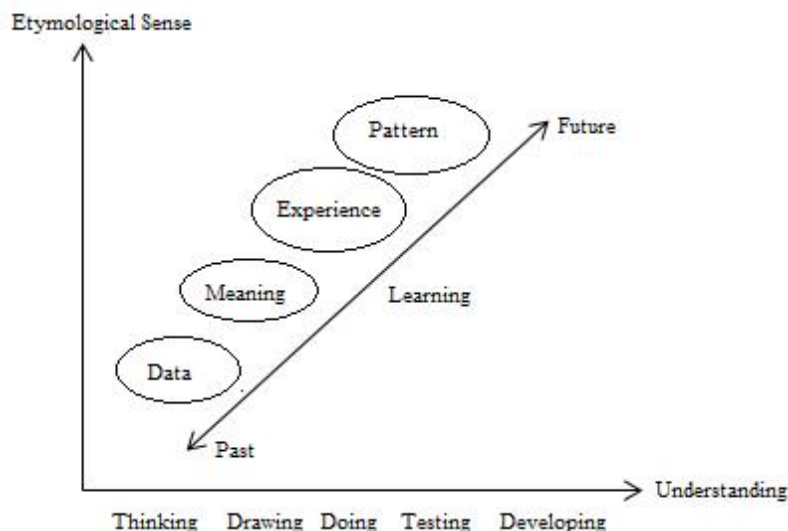 Etymological Sense
Pattern
Future
Experience
Meaning
Learning
Data
Past
Understanding
Thinking Drawing Doing Testing Developing